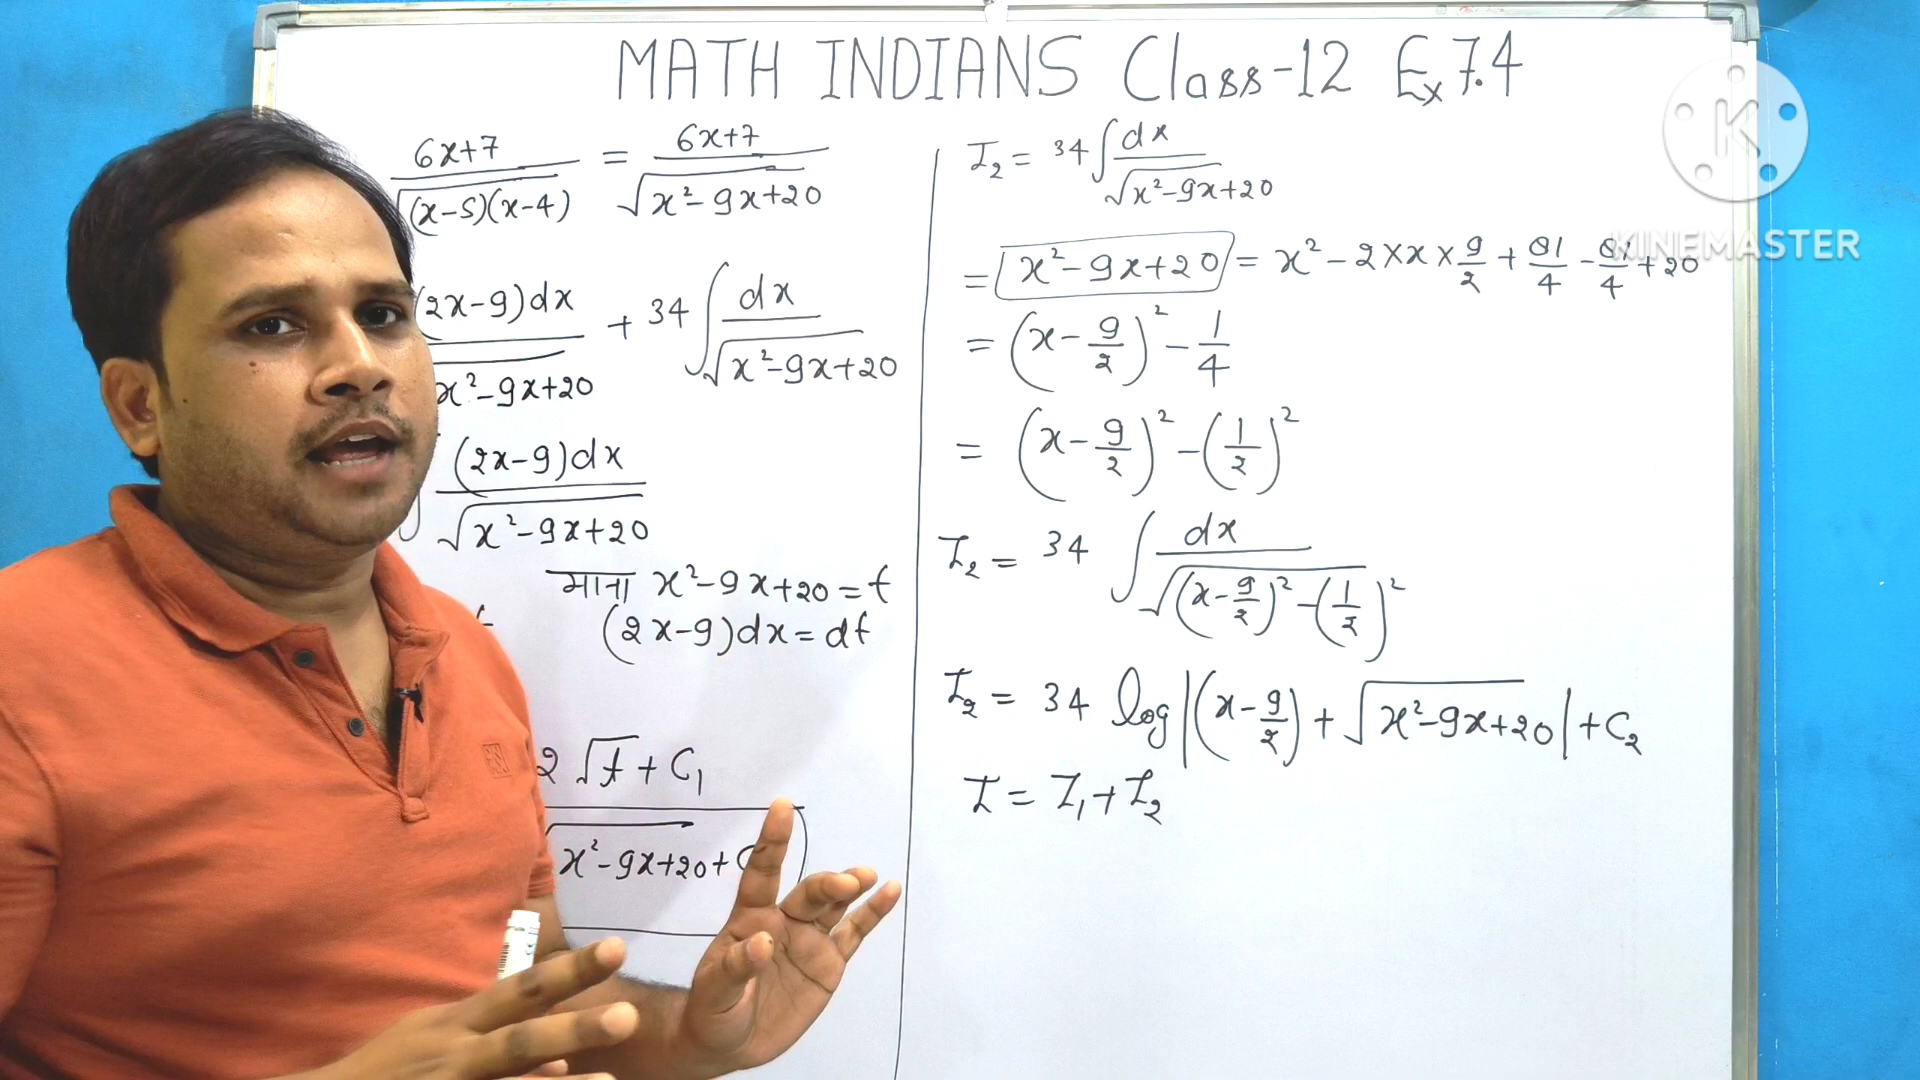 MATH INDIANS Class-12 Ex 7.4
6x+7 / √(x-5)(x-4) = 6x+7 / √x²-9x+20
(2x-9)dx / x²-9x+20 + 34 ∫ dx / √x²-9x+20
∫ (2x-9)dx / √x²-9x+20
माना x²-9x+20 = t
(2x-9)dx = dt
2 √t + C₁
√x²-9x+20 + C
I₂ = 34 ∫ dx / √x²-9x+20
= x²-9x+20 = x² - 2×x×9/2 + 81/4 - 81/4 + 20
= (x - 9/2)² - 1/4
= (x - 9/2)² - (1/2)²
I₂ = 34 ∫ dx / √(x - 9/2)² - (1/2)²
I₂ = 34 log|(x - 9/2) + √x²-9x+20| + C₂
I = I₁ + I₂
K
KINEMASTER